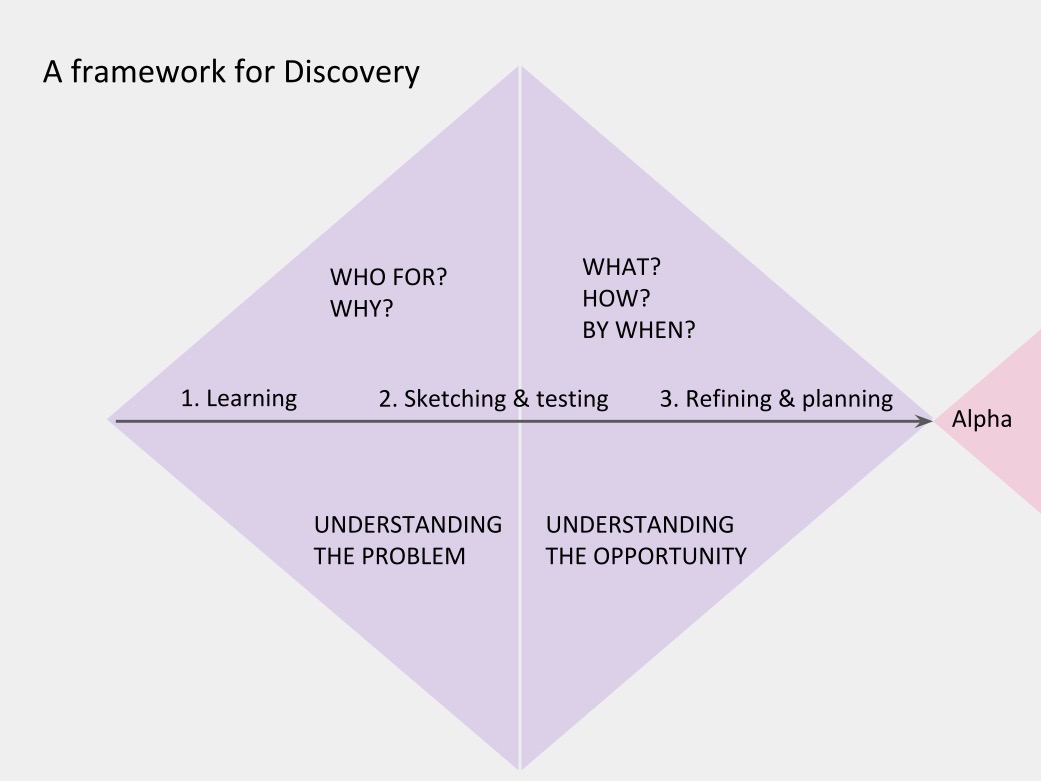 A framework for Discovery
WHO FOR?
WHY?
WHAT?
HOW?
BY WHEN?
1. Learning
2. Sketching & testing
3. Refining & planning
Alpha
UNDERSTANDING
THE PROBLEM
UNDERSTANDING
THE OPPORTUNITY